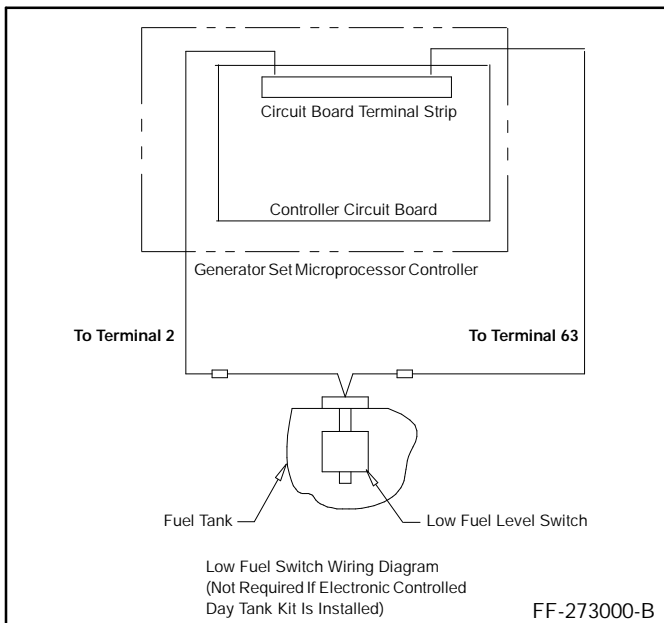 Circuit Board Terminal Strip
Controller Circuit Board
Generator Set Microprocessor Controller
To Terminal 2
To Terminal 63
Fuel Tank
Low Fuel Level Switch
Low Fuel Switch Wiring Diagram
(Not Required If Electronic Controlled
Day Tank Kit Is Installed)
FF-273000-B